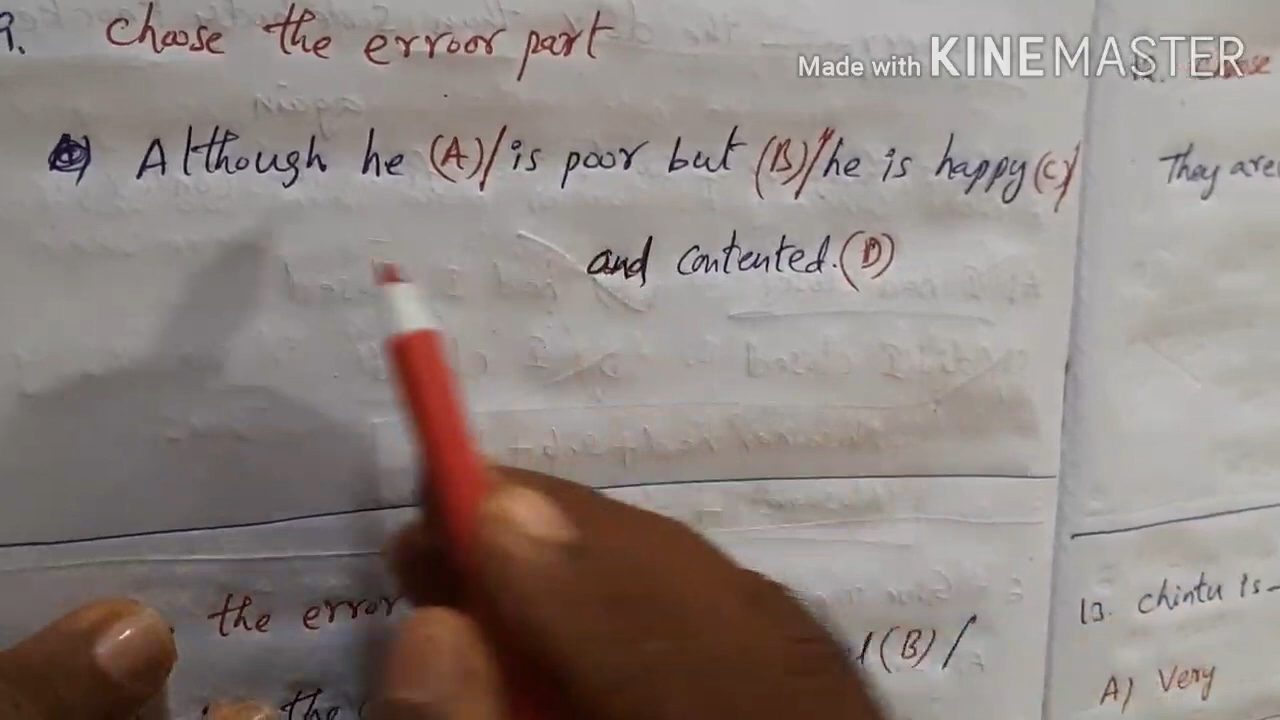 9. Choose the erroor part
Made with KINEMASTER
Although he (A)/is poor but (B)/he is happy(C)/
and contented.(D)
They are
the error
(B)/
the
13. Chintu is-
A) Very